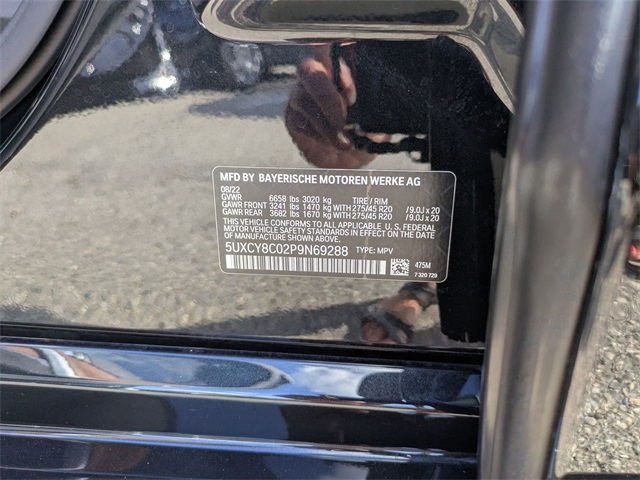 MFD BY BAYERISCHE MOTOREN WERKE AG
08/22
GVWR 6658 lbs 3020 kg TIRE / RIM
GAWR FRONT 3241 lbs 1470 kg WITH 275/45 R20 / 9.0J x 20
GAWR REAR 3682 lbs 1670 kg WITH 275/45 R20 / 9.0J x 20
THIS VEHICLE CONFORMS TO ALL APPLICABLE U. S. FEDERAL
MOTOR VEHICLE SAFETY STANDARDS IN EFFECT ON THE DATE OF
MANUFACTURE SHOWN ABOVE.
5UXCY8C02P9N69288 TYPE: MPV
475M
7 320 729